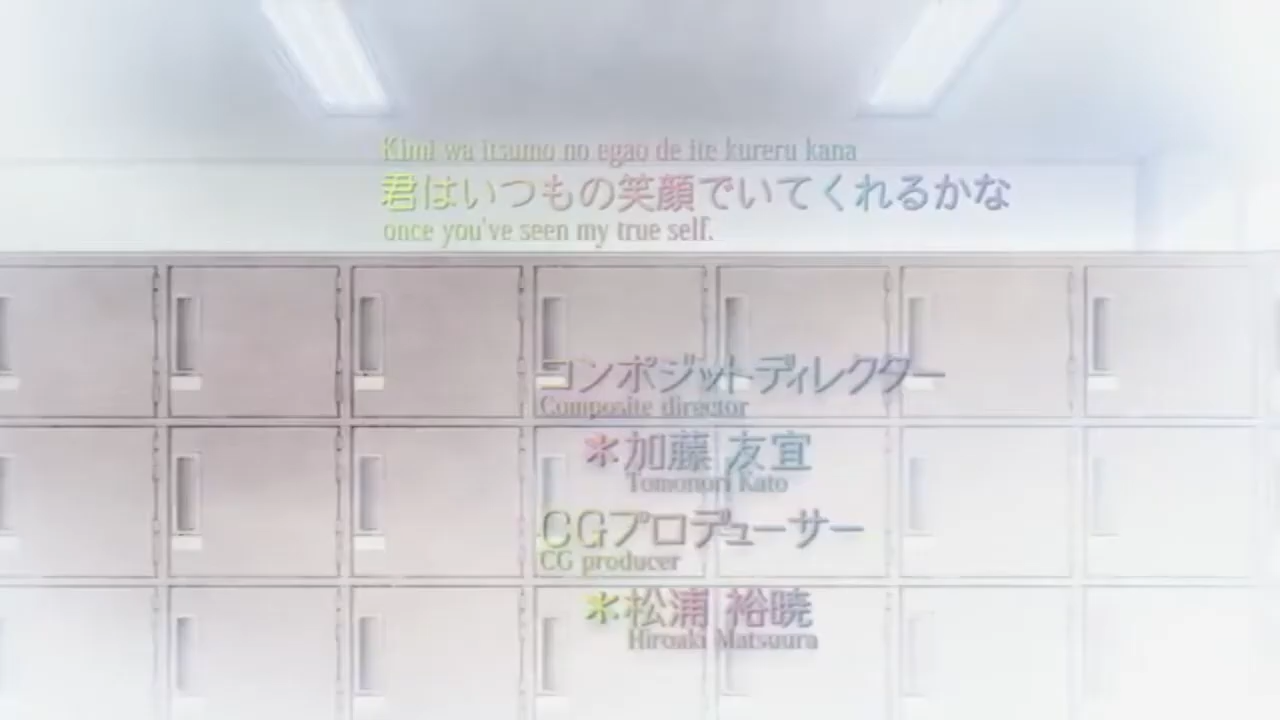 Kimi wa itsumo no egao de ite kureru kana
君はいつもの笑顔でいてくれるかな
once you've seen my true self.
コンポジットディレクター
Composite director
*加藤 友宜
Tomonori Kato
CGプロデューサー
CG producer
*松浦 裕暁
Hiroaki Matsuura